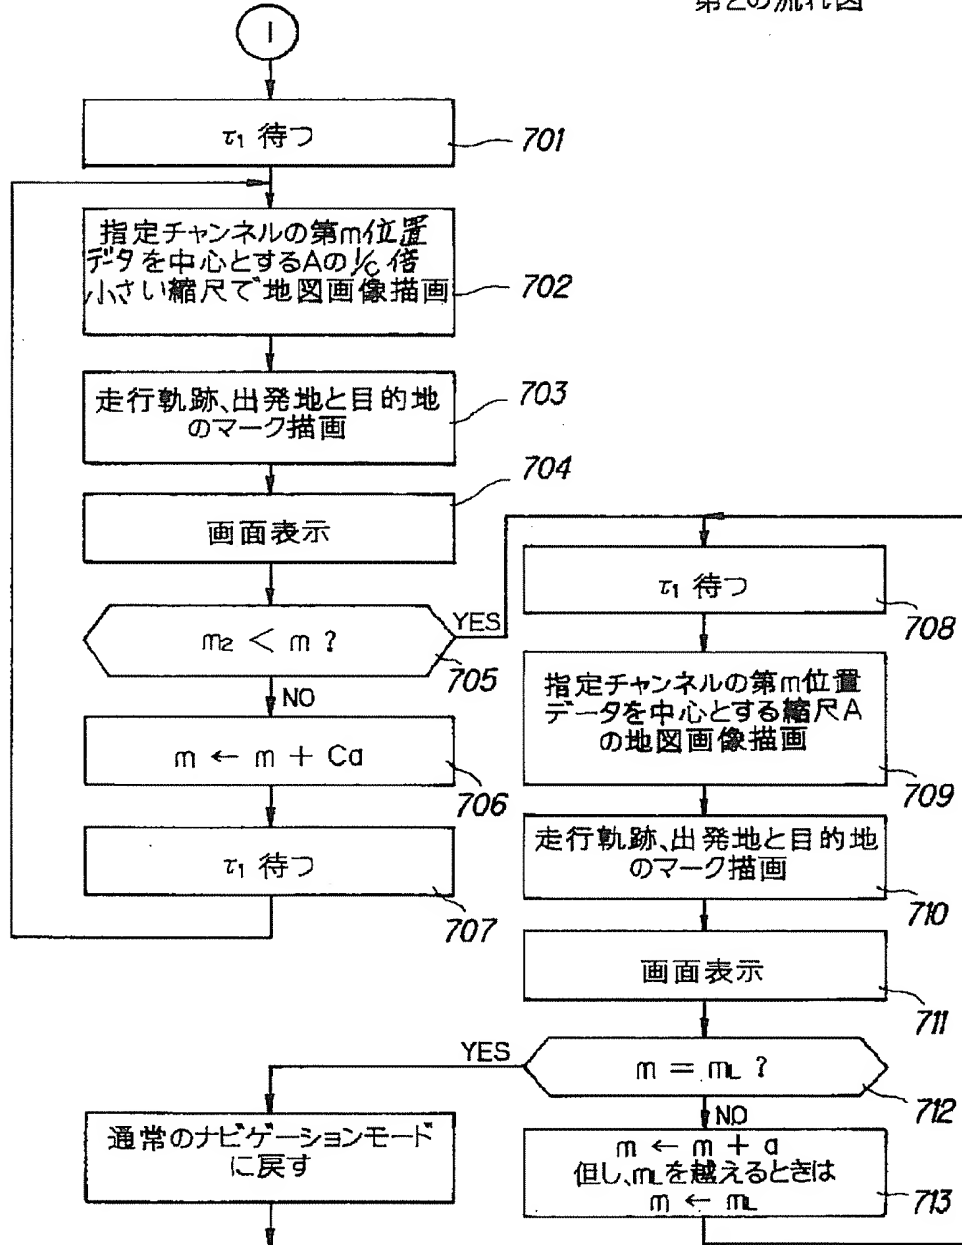 第2の流れ図
1
τ1 待つ
701
指定チャンネルの第m位置
データを中心とするAの1/C倍
小さい縮尺で地図画像描画
702
走行軌跡、出発地と目的地
のマーク描画
703
704
画面表示
m2 < m ?
YES
705
NO
m ← m + Ca
706
τ1 待つ
707
τ1 待つ
708
指定チャンネルの第m位置
データを中心とする縮尺A
の地図画像描画
709
走行軌跡、出発地と目的地
のマーク描画
710
画面表示
711
YES
m = mL ?
712
NO
通常のナビゲーションモード
に戻す
m ← m + a
但し、mLを越えるときは
m ← mL
713